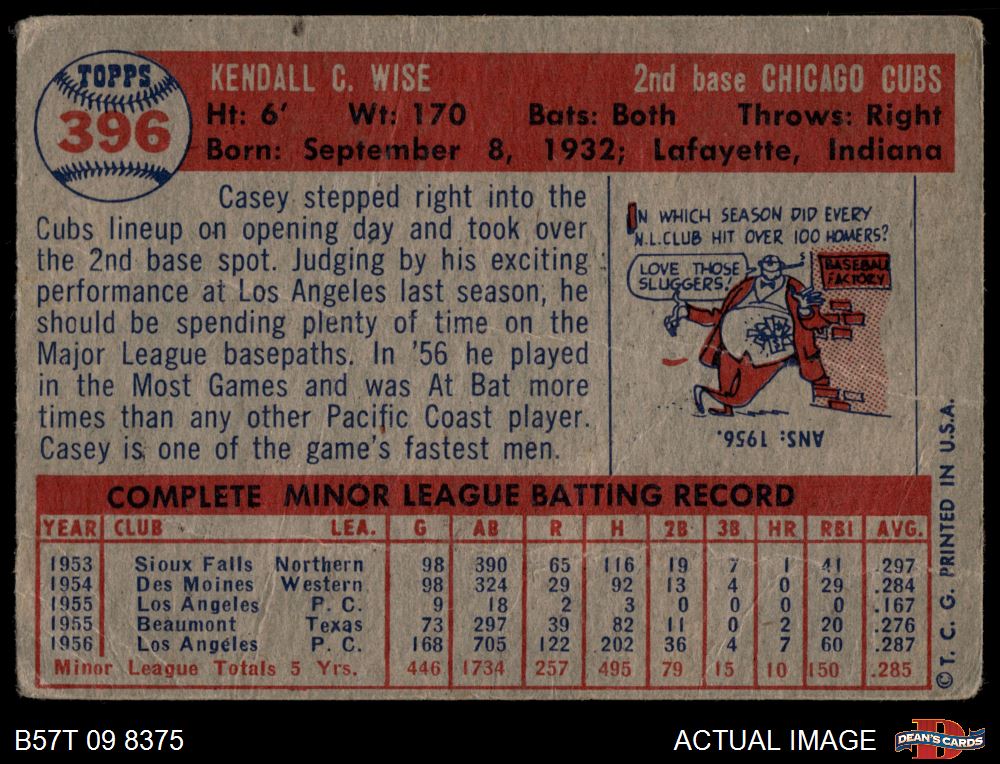 TOPPS
396
KENDALL C. WISE 2nd base CHICAGO CUBS
Ht: 6' Wt: 170 Bats: Both Throws: Right
Born: September 8, 1932; Lafayette, Indiana
Casey stepped right into the
Cubs lineup on opening day and took over
the 2nd base spot. Judging by his exciting
performance at Los Angeles last season, he
should be spending plenty of time on the
Major League basepaths. In '56 he played
in the Most Games and was At Bat more
times than any other Pacific Coast player.
Casey is one of the game's fastest men.
IN WHICH SEASON DID EVERY
N.L. CLUB HIT OVER 100 HOMERS?
LOVE THOSE
SLUGGERS!
BASEBALL
FACTORY
ANS: 1956.
COMPLETE MINOR LEAGUE BATTING RECORD
YEAR CLUB LEA. G AB R H 2B 3B HR RBI AVG.
1953 Sioux Falls Northern 98 390 65 116 19 7 1 41 .297
1954 Des Moines Western 98 324 29 92 13 4 0 29 .284
1955 Los Angeles P. C. 9 18 2 3 0 0 0 0 .167
1955 Beaumont Texas 73 297 39 82 11 0 2 20 .276
1956 Los Angeles P. C. 168 705 122 202 36 4 7 60 .287
Minor League Totals 5 Yrs. 446 1734 257 495 79 15 10 150 .285
© T. C. G. PRINTED IN U.S.A.
B57T 09 8375
ACTUAL IMAGE
DEAN'S CARDS